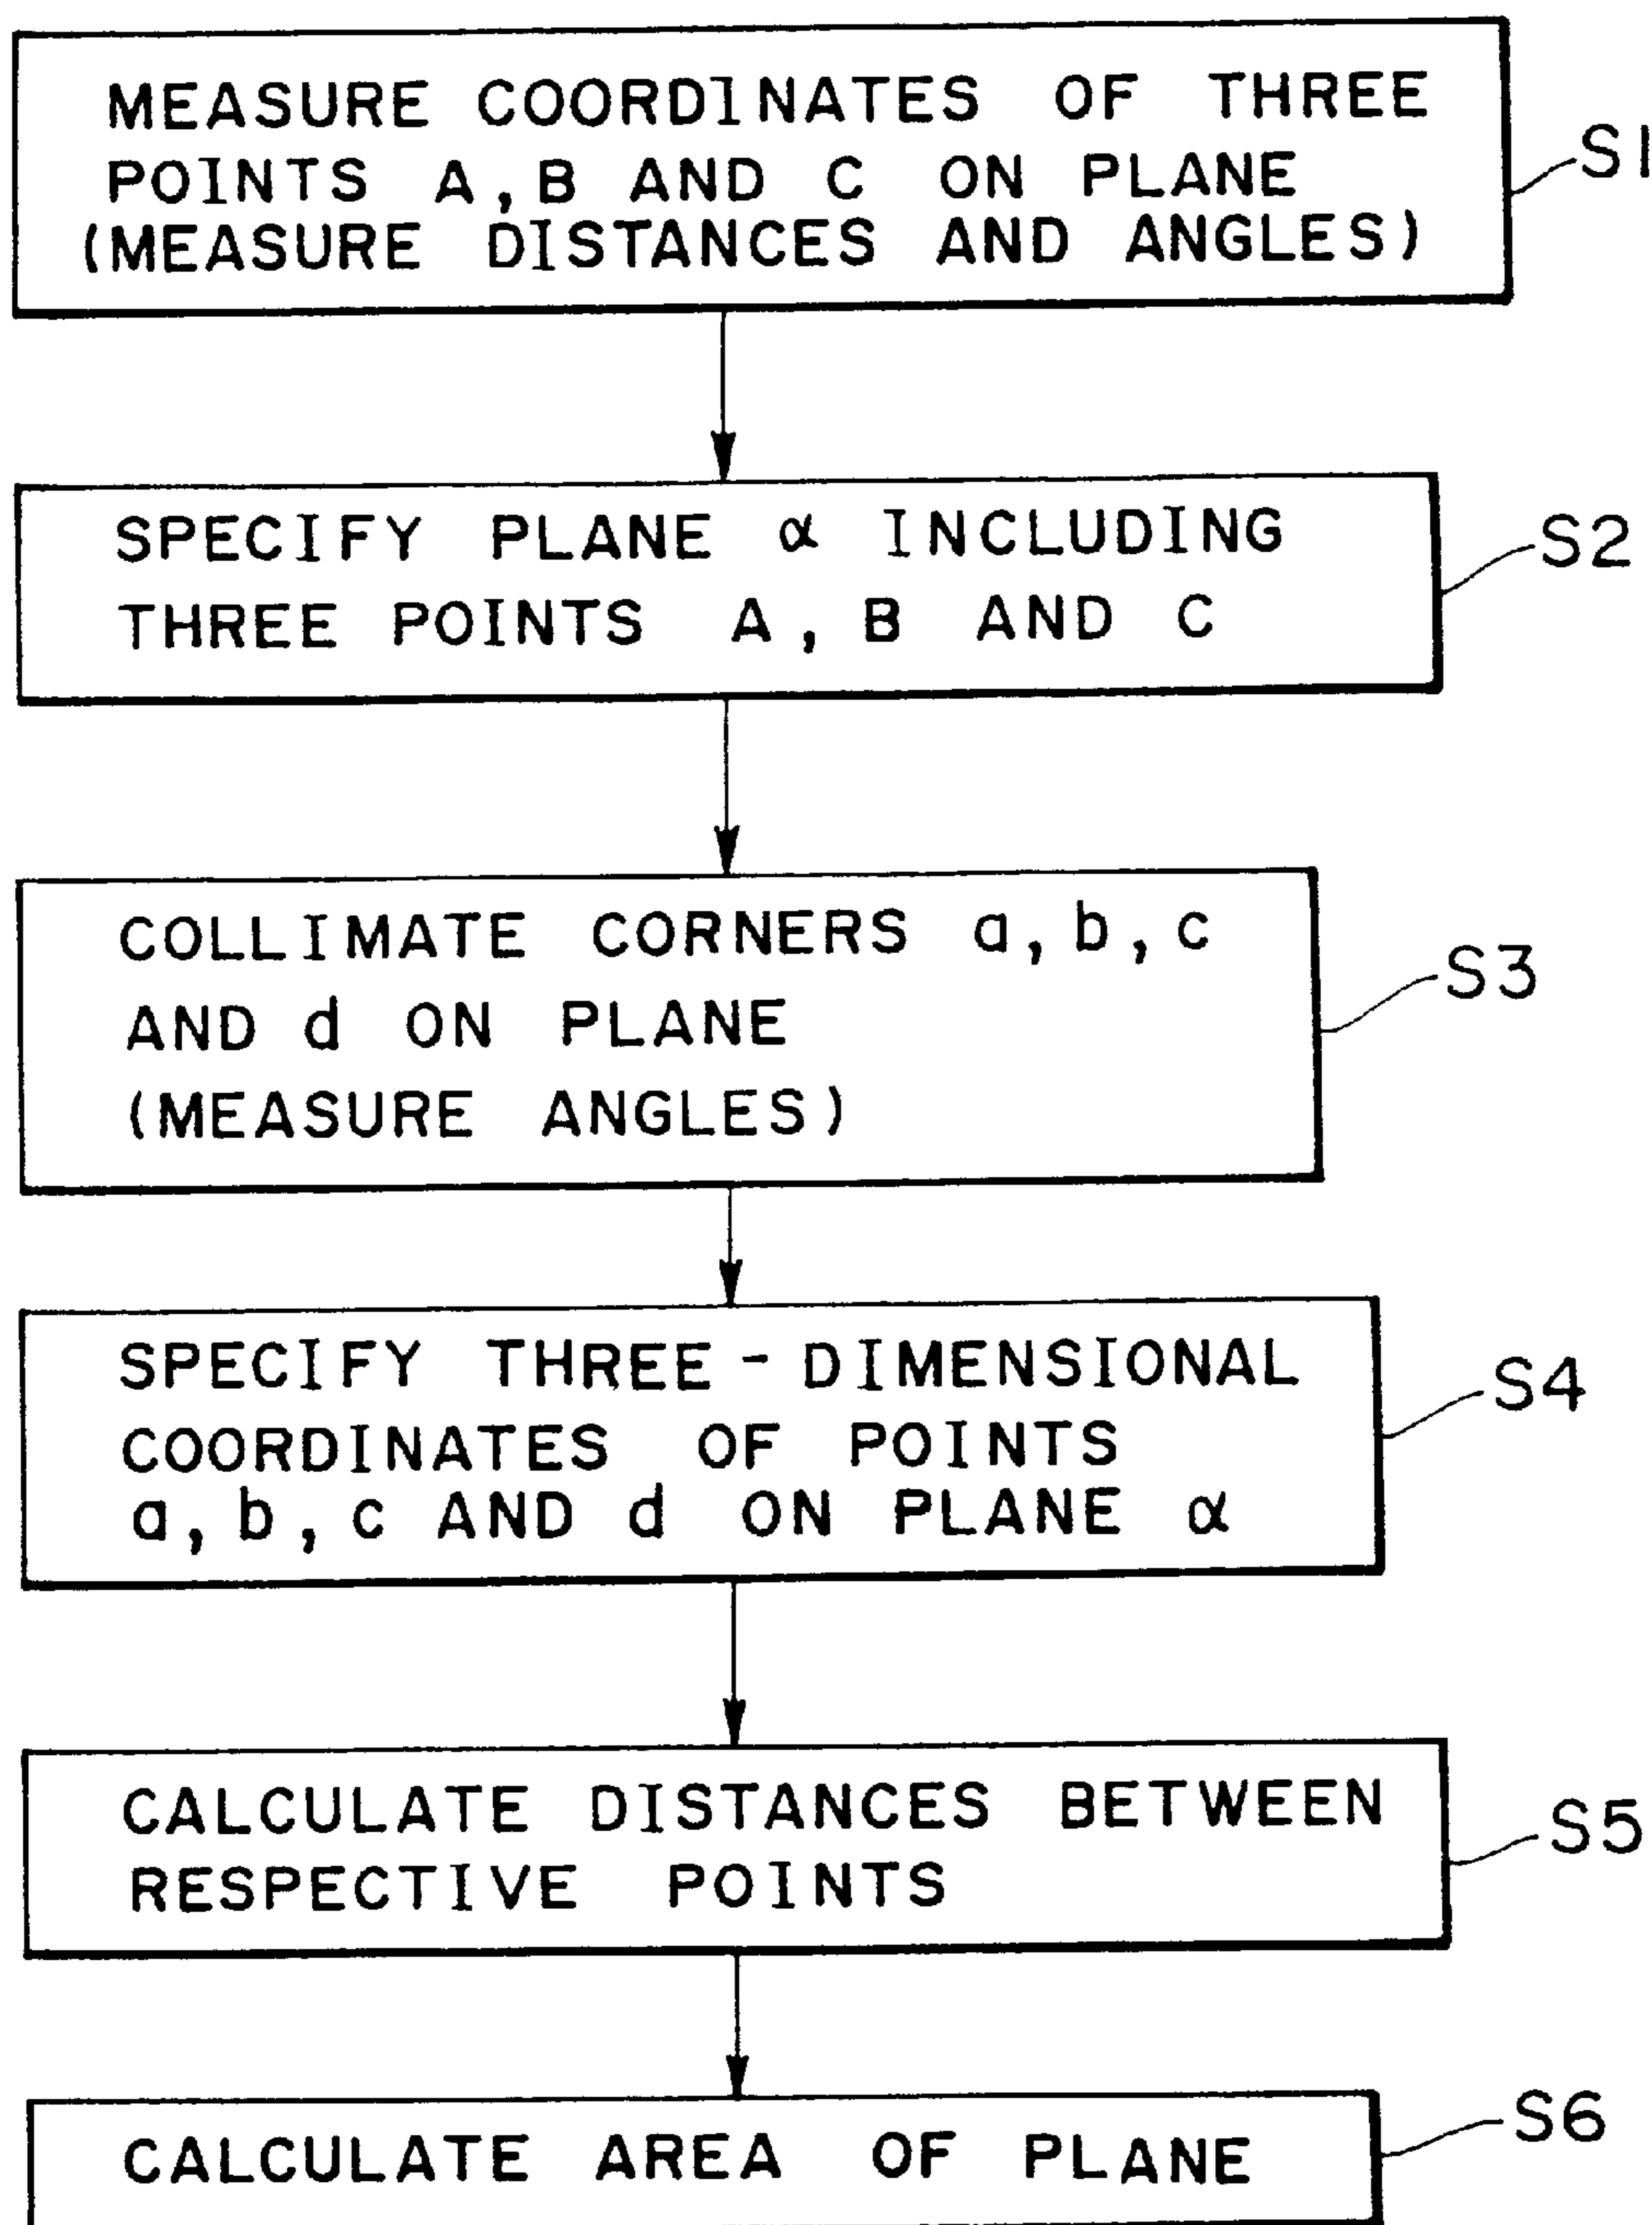 MEASURE COORDINATES OF THREE
POINTS A, B AND C ON PLANE
(MEASURE DISTANCES AND ANGLES)
S1
SPECIFY PLANE α INCLUDING
THREE POINTS A, B AND C
S2
COLLIMATE CORNERS a, b, c
AND d ON PLANE
(MEASURE ANGLES)
S3
SPECIFY THREE-DIMENSIONAL
COORDINATES OF POINTS
a, b, c AND d ON PLANE α
S4
CALCULATE DISTANCES BETWEEN
RESPECTIVE POINTS
S5
CALCULATE AREA OF PLANE
S6